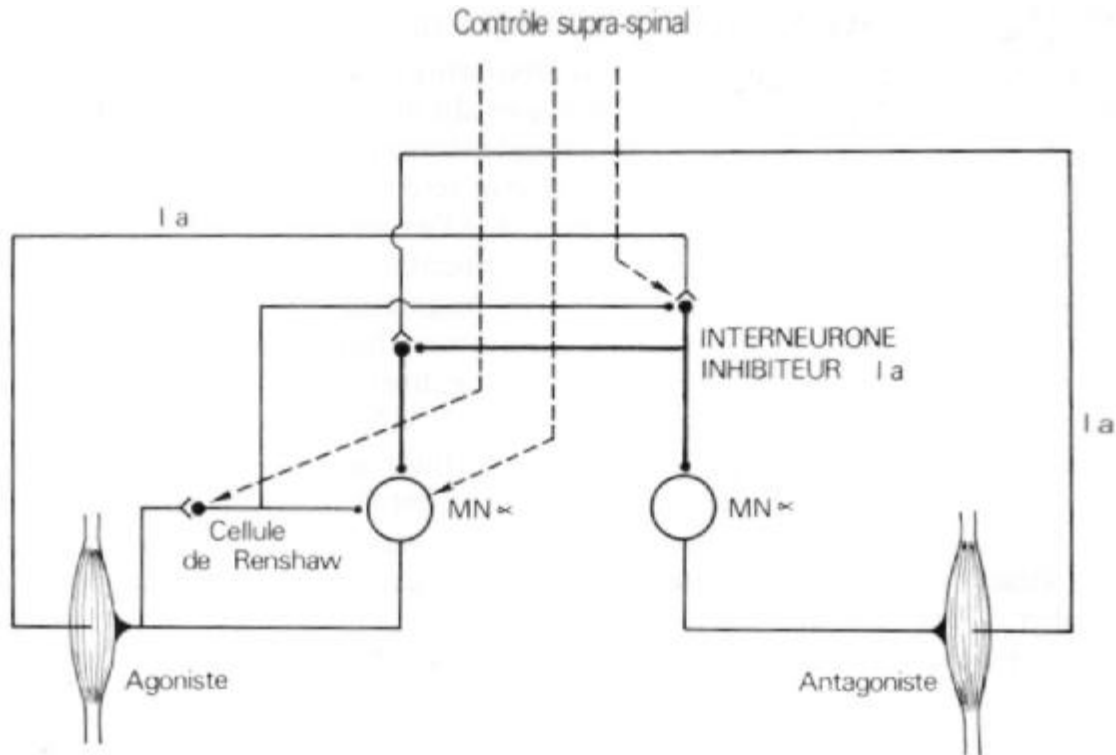 Contrôle supra-spinal
I a
INTERNEURONE
INHIBITEUR I a
I a
MN∝
MN∝
Cellule
de Renshaw
Agoniste
Antagoniste